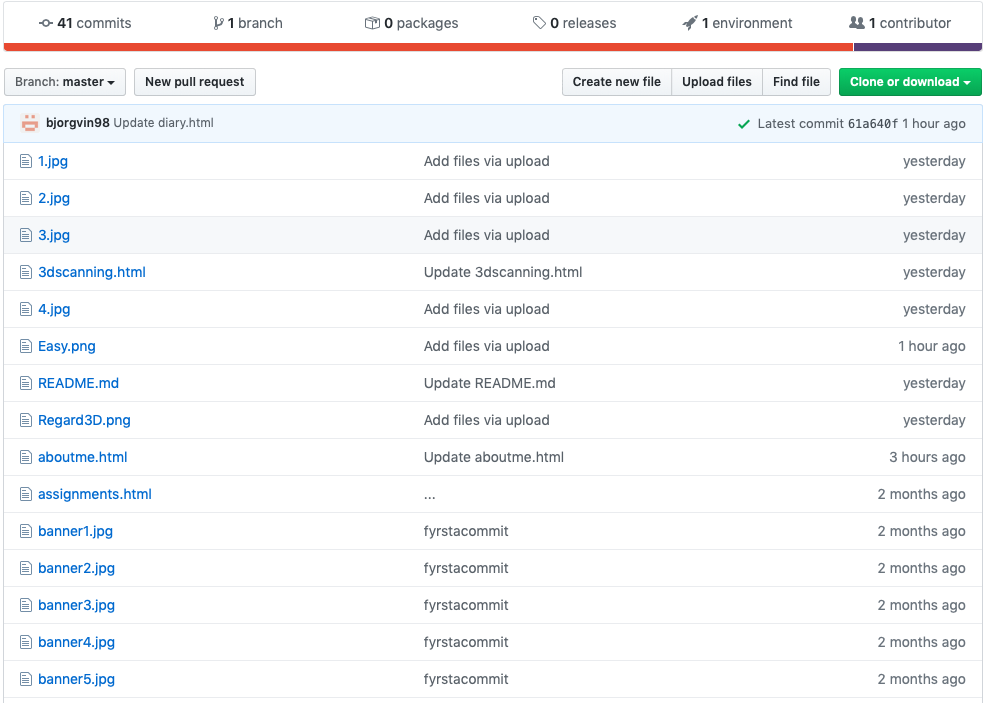 41 commits 1 branch 0 packages 0 releases 1 environment 1 contributor
Branch: master New pull request Create new file Upload files Find file Clone or download
bjorgvin98 Update diary.html Latest commit 61a640f 1 hour ago
1.jpg Add files via upload yesterday
2.jpg Add files via upload yesterday
3.jpg Add files via upload yesterday
3dscanning.html Update 3dscanning.html yesterday
4.jpg Add files via upload yesterday
Easy.png Add files via upload 1 hour ago
README.md Update README.md yesterday
Regard3D.png Add files via upload yesterday
aboutme.html Update aboutme.html 3 hours ago
assignments.html ... 2 months ago
banner1.jpg fyrstacommit 2 months ago
banner2.jpg fyrstacommit 2 months ago
banner3.jpg fyrstacommit 2 months ago
banner4.jpg fyrstacommit 2 months ago
banner5.jpg fyrstacommit 2 months ago